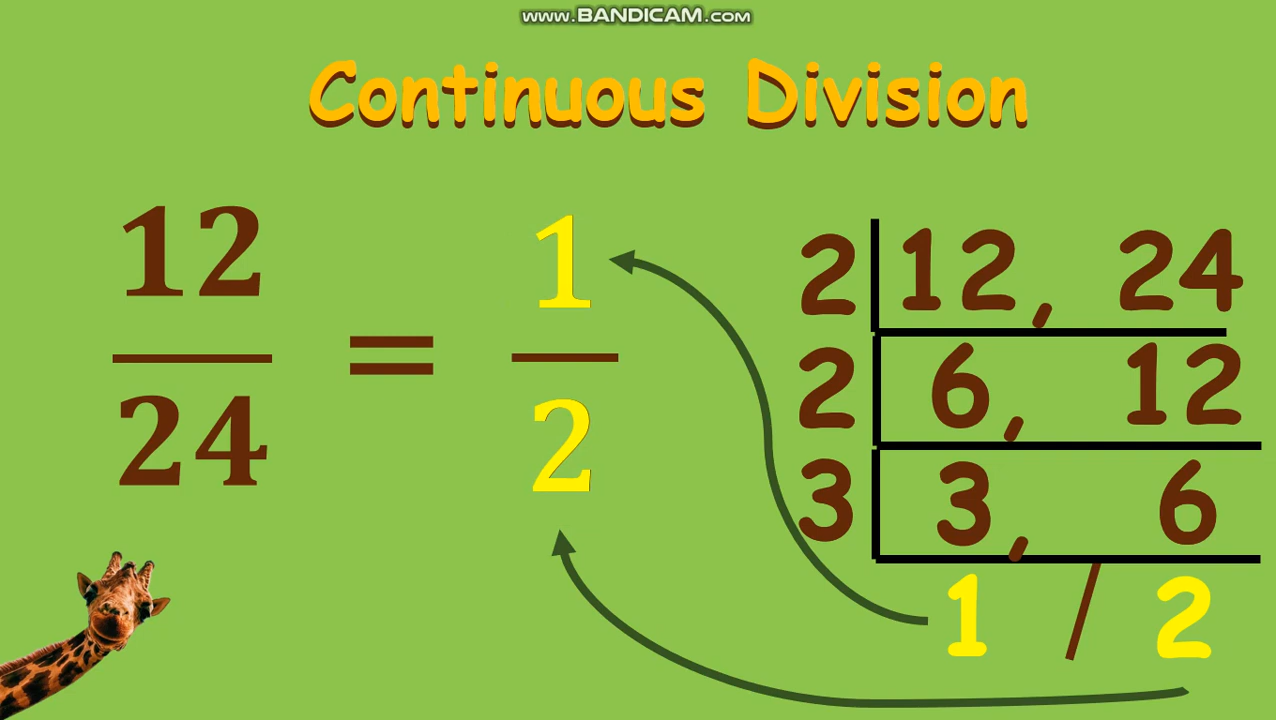 WWW.BANDICAM.COM
Continuous Division
12
24
=
1
2
2 12, 24
2 6, 12
3 3, 6
1 / 2